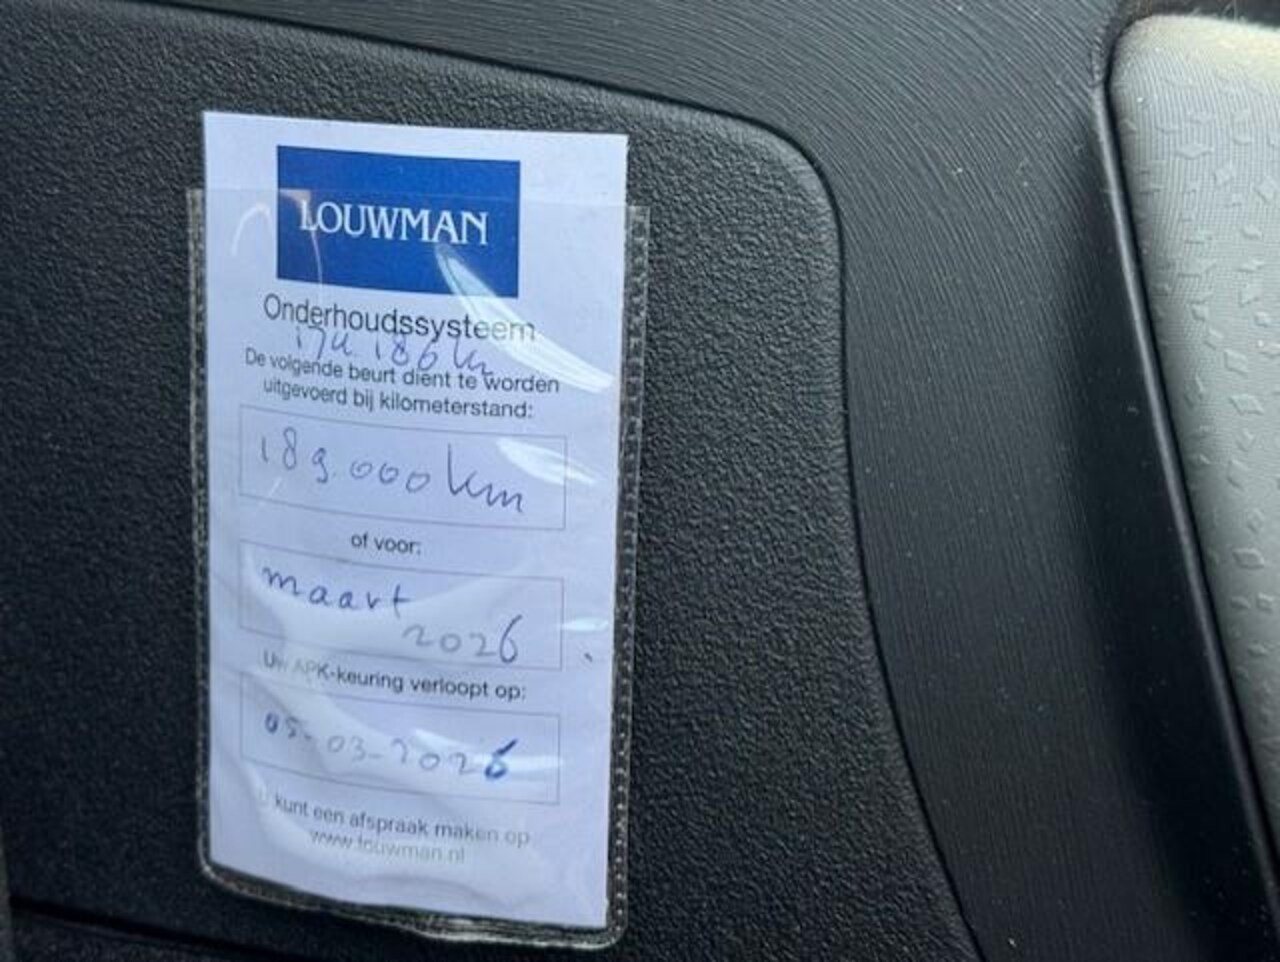 LOUWMAN
Onderhoudssysteem
174.186 km
De volgende beurt dient te worden
uitgevoerd bij kilometerstand:
189.000 km
of voor:
maart
2026
Uw APK-keuring verloopt op:
05-03-2026
U kunt een afspraak maken op
www.louwman.nl